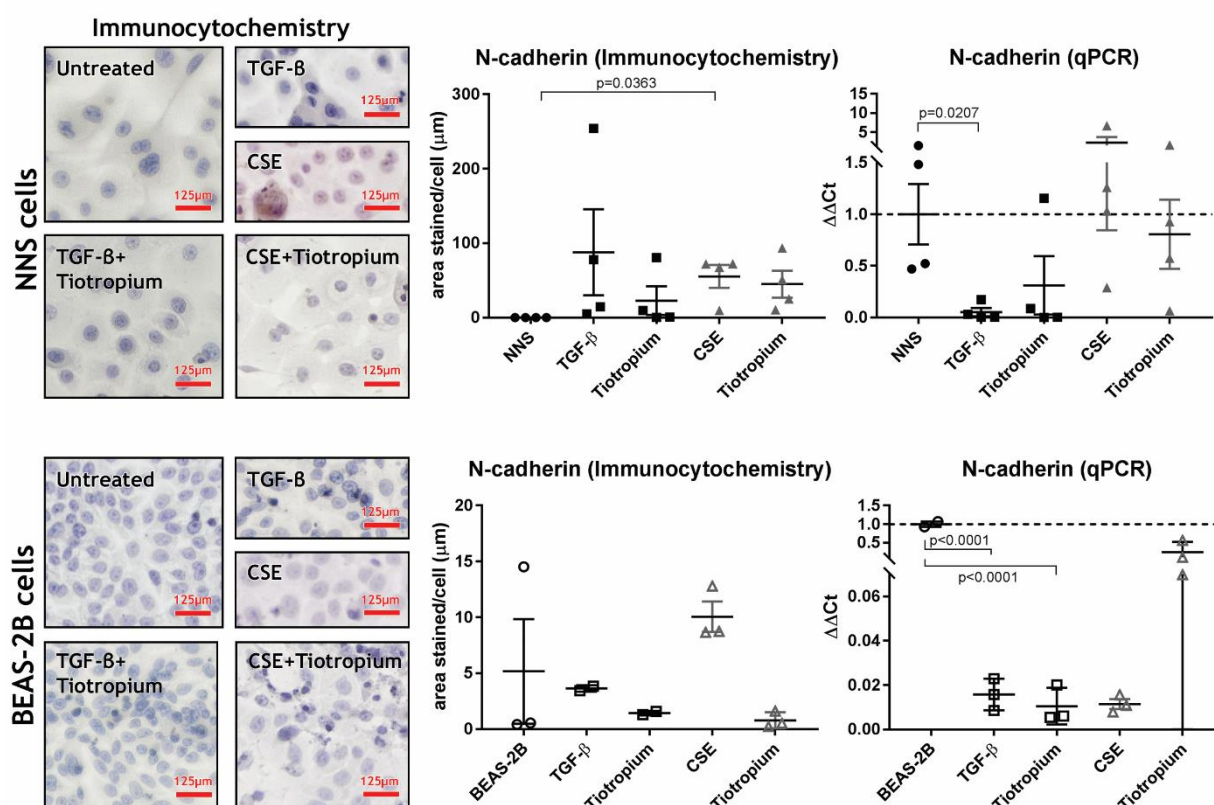 Immunocytochemistry
NNS cells
Untreated
125µm
TGF-β
125µm
CSE
125µm
TGF-β+
Tiotropium
125µm
CSE+Tiotropium
125µm
N-cadherin (Immunocytochemistry)
p=0.0363
area stained/cell (µm)
300
200
100
0
NNS
TGF-β
Tiotropium
CSE
Tiotropium
N-cadherin (qPCR)
p=0.0207
ΔΔCt
15
10
5
1.5
1.0
0.5
0.0
NNS
TGF-β
Tiotropium
CSE
Tiotropium
BEAS-2B cells
Untreated
125µm
TGF-β
125µm
CSE
125µm
TGF-β+
Tiotropium
125µm
CSE+Tiotropium
125µm
N-cadherin (Immunocytochemistry)
area stained/cell (µm)
20
15
10
5
0
BEAS-2B
TGF-β
Tiotropium
CSE
Tiotropium
N-cadherin (qPCR)
ΔΔCt
1.5
1.0
0.5
0.06
0.04
0.02
0.00
p<0.0001
p<0.0001
BEAS-2B
TGF-β
Tiotropium
CSE
Tiotropium